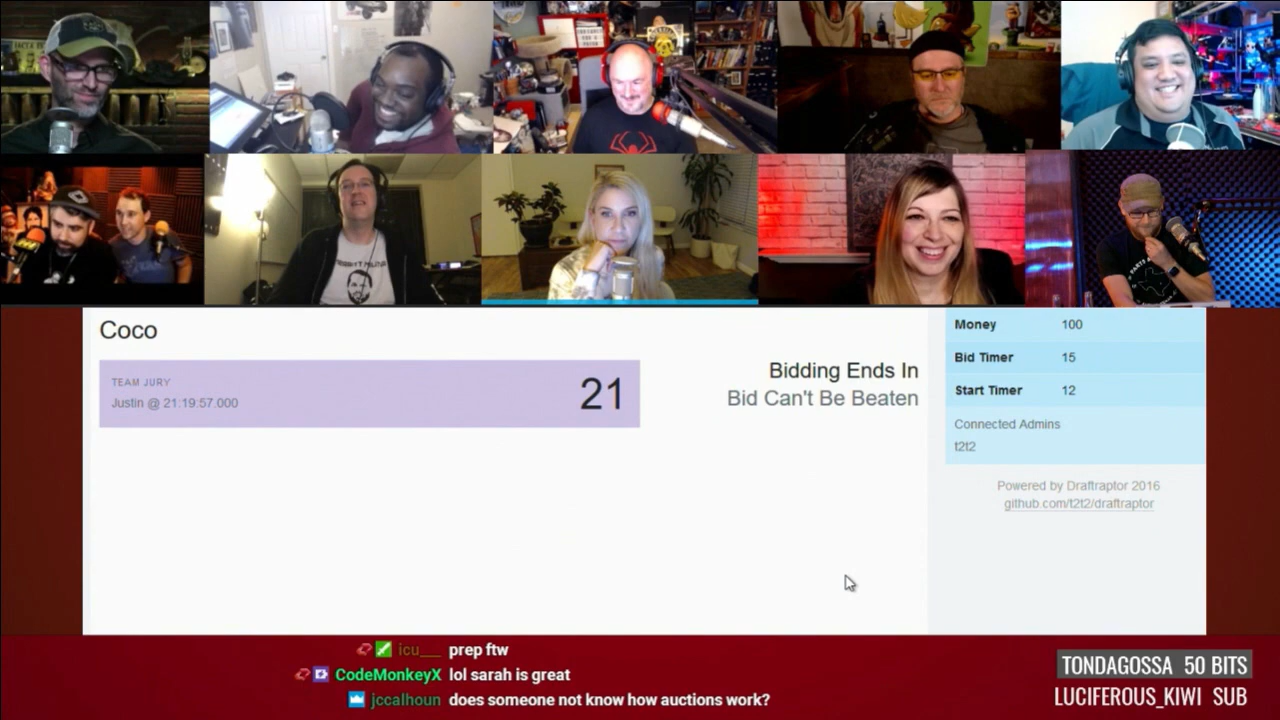 Coco
TEAM JURY
Justin @ 21:19:57.000
21
Bidding Ends In
Bid Can't Be Beaten
Money 100
Bid Timer 15
Start Timer 12
Connected Admins
t2t2
Powered by Draftraptor 2016
github.com/t2t2/draftraptor
icu___ prep ftw
CodeMonkeyX lol sarah is great
jccalhoun does someone not know how auctions work?
TONDAGOSSA 50 BITS
LUCIFEROUS_KIWI SUB